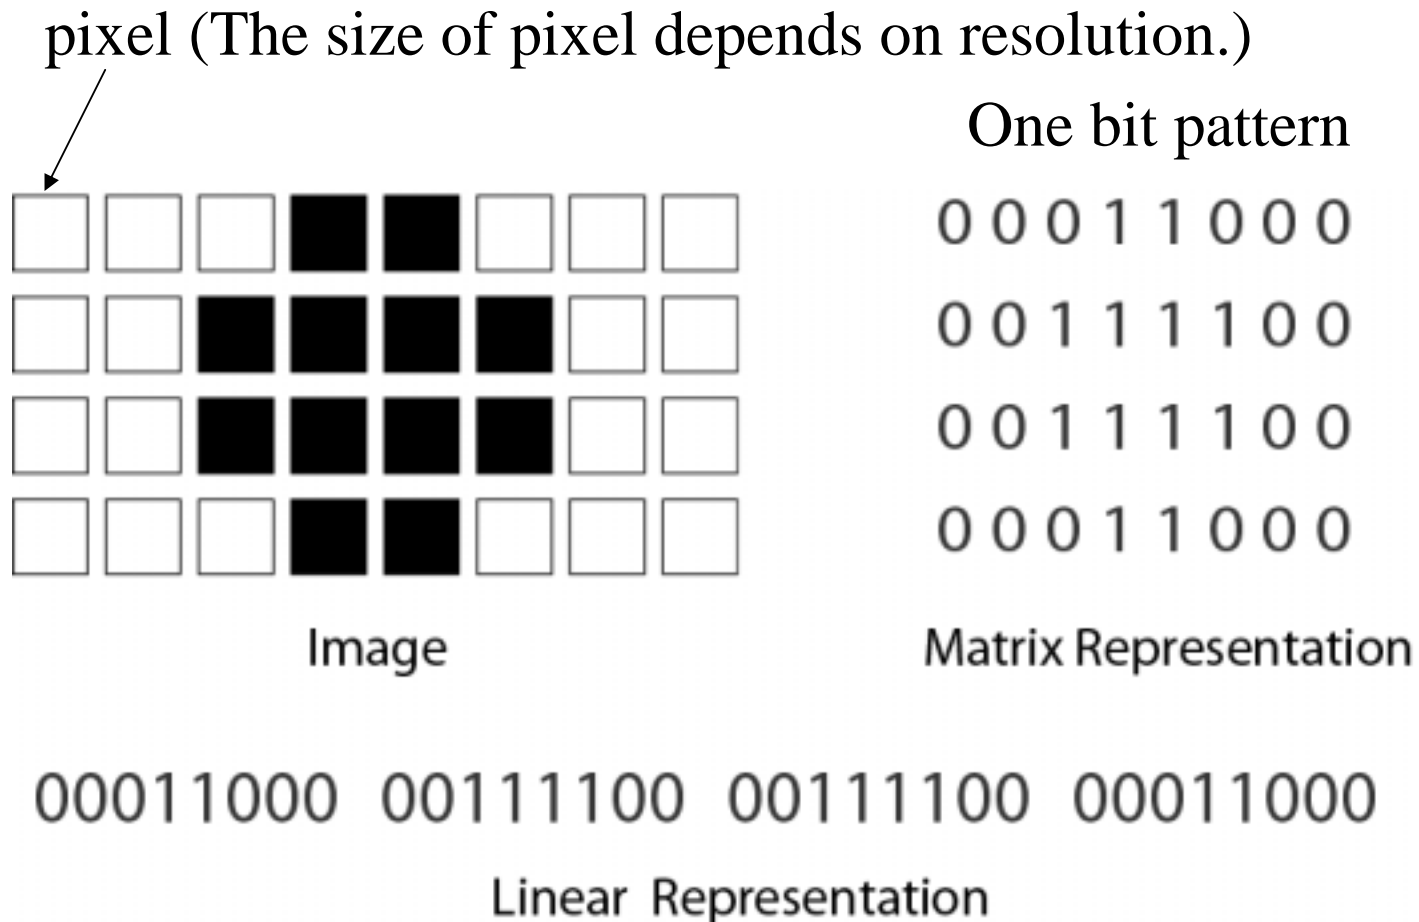 pixel (The size of pixel depends on resolution.)
One bit pattern
0 0 0 1 1 0 0 0
0 0 1 1 1 1 0 0
0 0 1 1 1 1 0 0
0 0 0 1 1 0 0 0
Image
Matrix Representation
00011000 00111100 00111100 00011000
Linear Representation